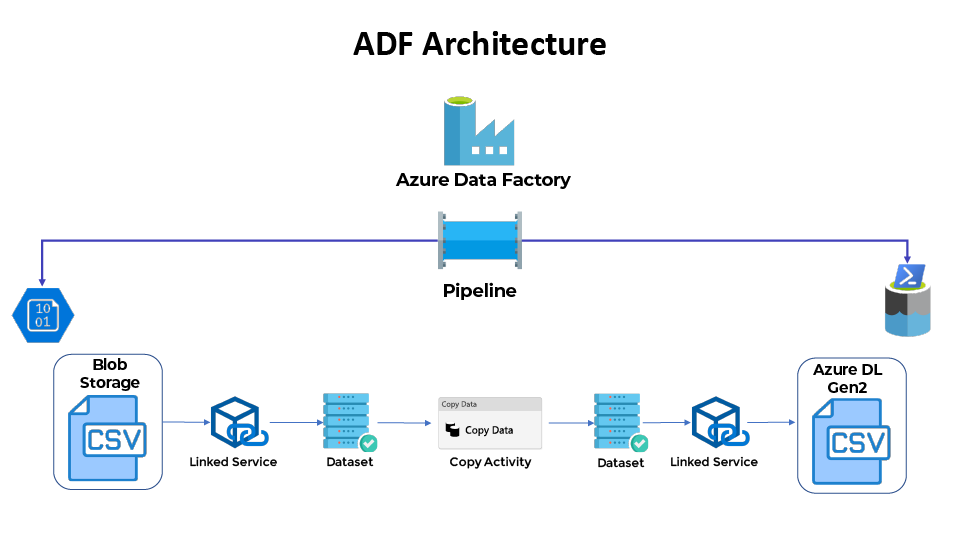 ADF Architecture
Azure Data Factory
Pipeline
10
01
Blob
Storage
CSV
Linked Service
Dataset
Copy Data
Copy Data
Copy Activity
Dataset
Linked Service
Azure DL
Gen2
CSV